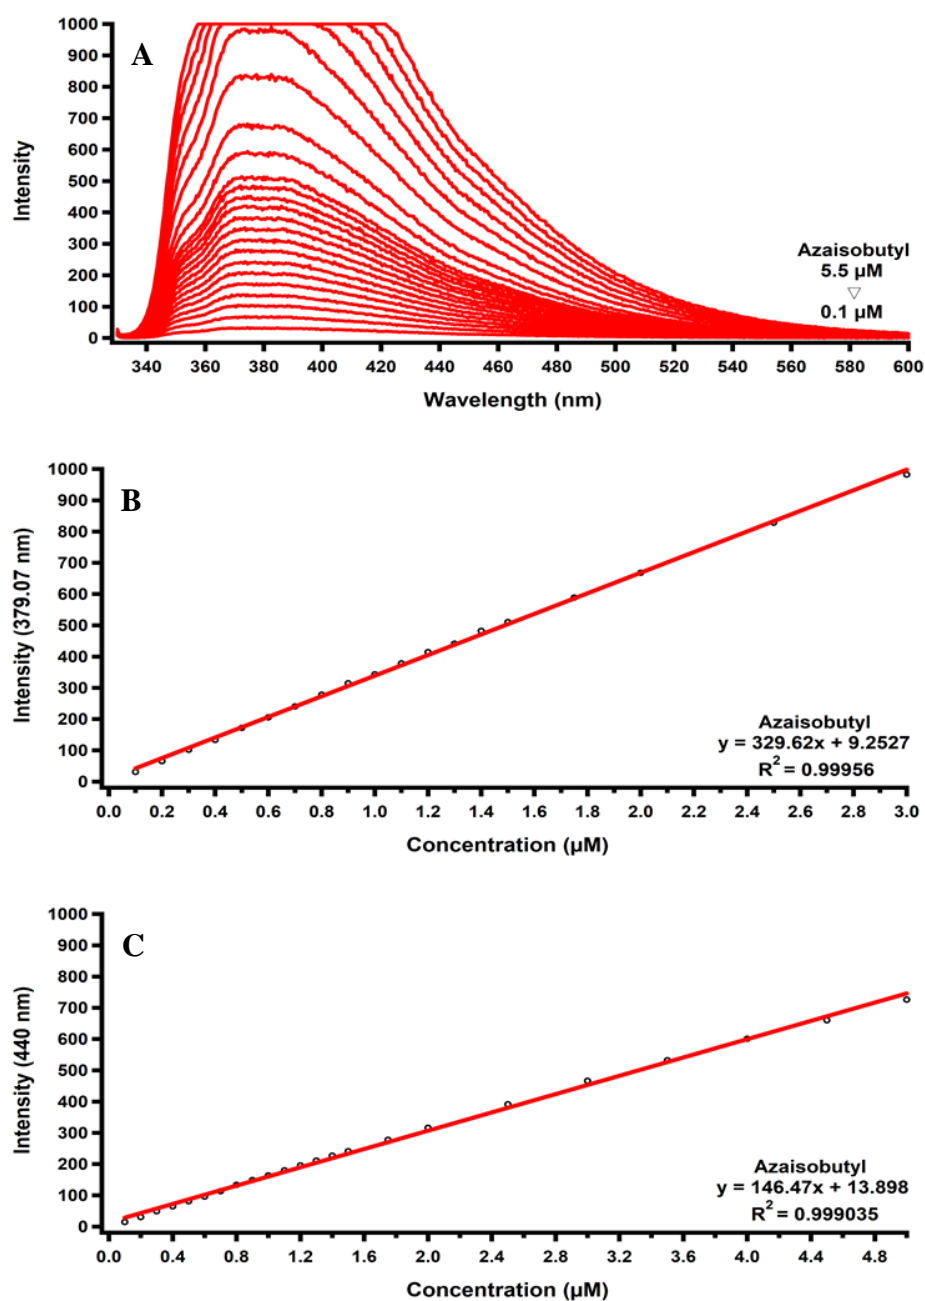 A
1000
900
800
700
600
500
400
300
200
100
0
Intensity
Azaisobutyl
5.5 µM
▽
0.1 µM
340 360 380 400 420 440 460 480 500 520 540 560 580 600
Wavelength (nm)
B
1000
900
800
700
600
500
400
300
200
100
0
Intensity (379.07 nm)
Azaisobutyl
y = 329.62x + 9.2527
R² = 0.99956
0.0 0.2 0.4 0.6 0.8 1.0 1.2 1.4 1.6 1.8 2.0 2.2 2.4 2.6 2.8 3.0
Concentration (µM)
C
1000
900
800
700
600
500
400
300
200
100
0
Intensity (440 nm)
Azaisobutyl
y = 146.47x + 13.898
R² = 0.999035
0.0 0.4 0.8 1.2 1.6 2.0 2.4 2.8 3.2 3.6 4.0 4.4 4.8
Concentration (µM)